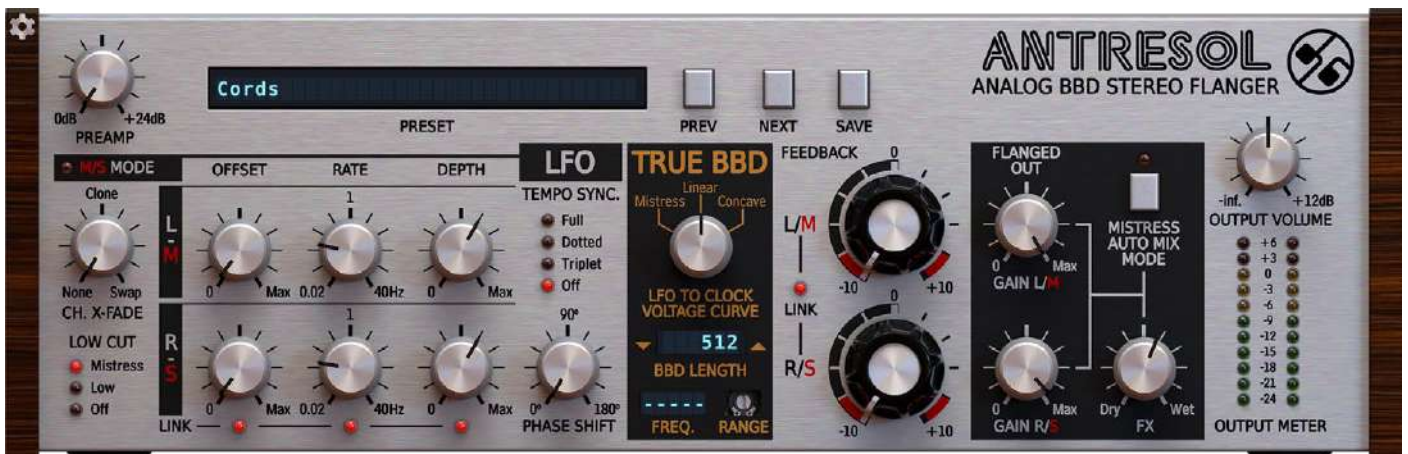 ANTRESOL
ANALOG BBD STEREO FLANGER
0dB +24dB
PREAMP
Cords
PRESET
PREV NEXT SAVE
M/S MODE
Clone
None Swap
CH. X-FADE
LOW CUT
Mistress
Low
Off
OFFSET RATE DEPTH
L-M
1
0 Max 0.02 40Hz 0 Max
R-S
1
0 Max 0.02 40Hz 0 Max
LINK
LFO
TEMPO SYNC.
Full
Dotted
Triplet
Off
90°
0° 180°
PHASE SHIFT
TRUE BBD
Linear
Mistress Concave
LFO TO CLOCK
VOLTAGE CURVE
512
BBD LENGTH
-----
FREQ. RANGE
FEEDBACK
0
L/M
-10 +10
LINK
0
R/S
-10 +10
FLANGED
OUT
0 Max
GAIN L/M
MISTRESS
AUTO MIX
MODE
0 Max
GAIN R/S
Dry Wet
FX
-inf. +12dB
OUTPUT VOLUME
+6
+3
0
-3
-6
-9
-12
-15
-18
-21
-24
OUTPUT METER